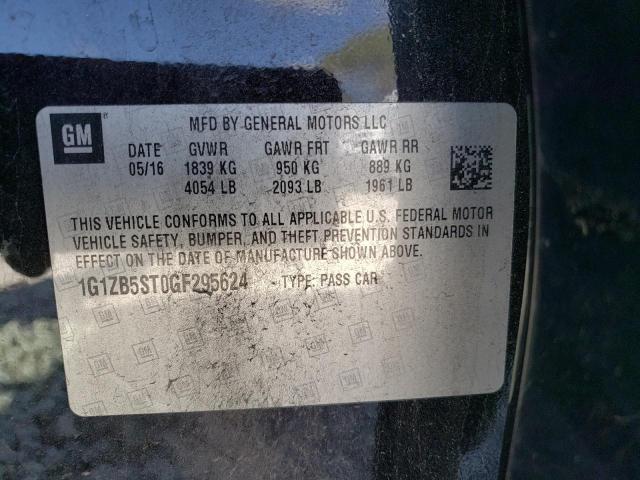 GM ®
MFD BY GENERAL MOTORS LLC
DATE GVWR GAWR FRT GAWR RR
05/16 1839 KG 950 KG 889 KG
4054 LB 2093 LB 1961 LB
THIS VEHICLE CONFORMS TO ALL APPLICABLE U.S. FEDERAL MOTOR
VEHICLE SAFETY, BUMPER, AND THEFT PREVENTION STANDARDS IN
EFFECT ON THE DATE OF MANUFACTURE SHOWN ABOVE.
1G1ZB5ST0GF295624 TYPE: PASS CAR